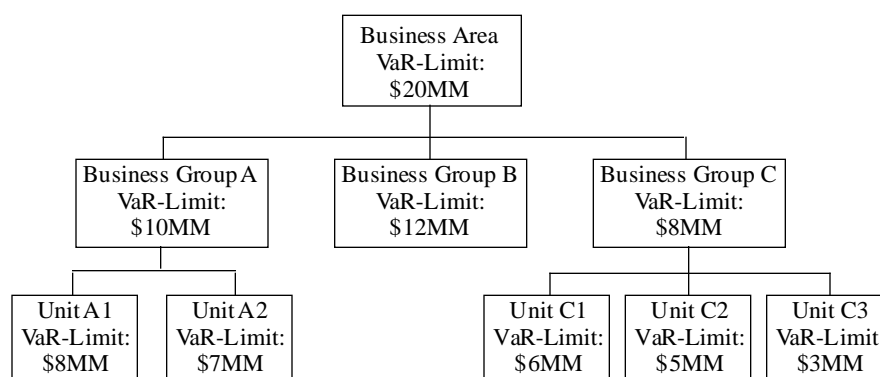 Business Area
VaR-Limit:
$20MM
Business Group A
VaR-Limit:
$10MM
Business Group B
VaR-Limit:
$12MM
Business Group C
VaR-Limit:
$8MM
Unit A1
VaR-Limit:
$8MM
Unit A2
VaR-Limit:
$7MM
Unit C1
VaR-Limit:
$6MM
Unit C2
VaR-Limit:
$5MM
Unit C3
VaR-Limit
$3MM